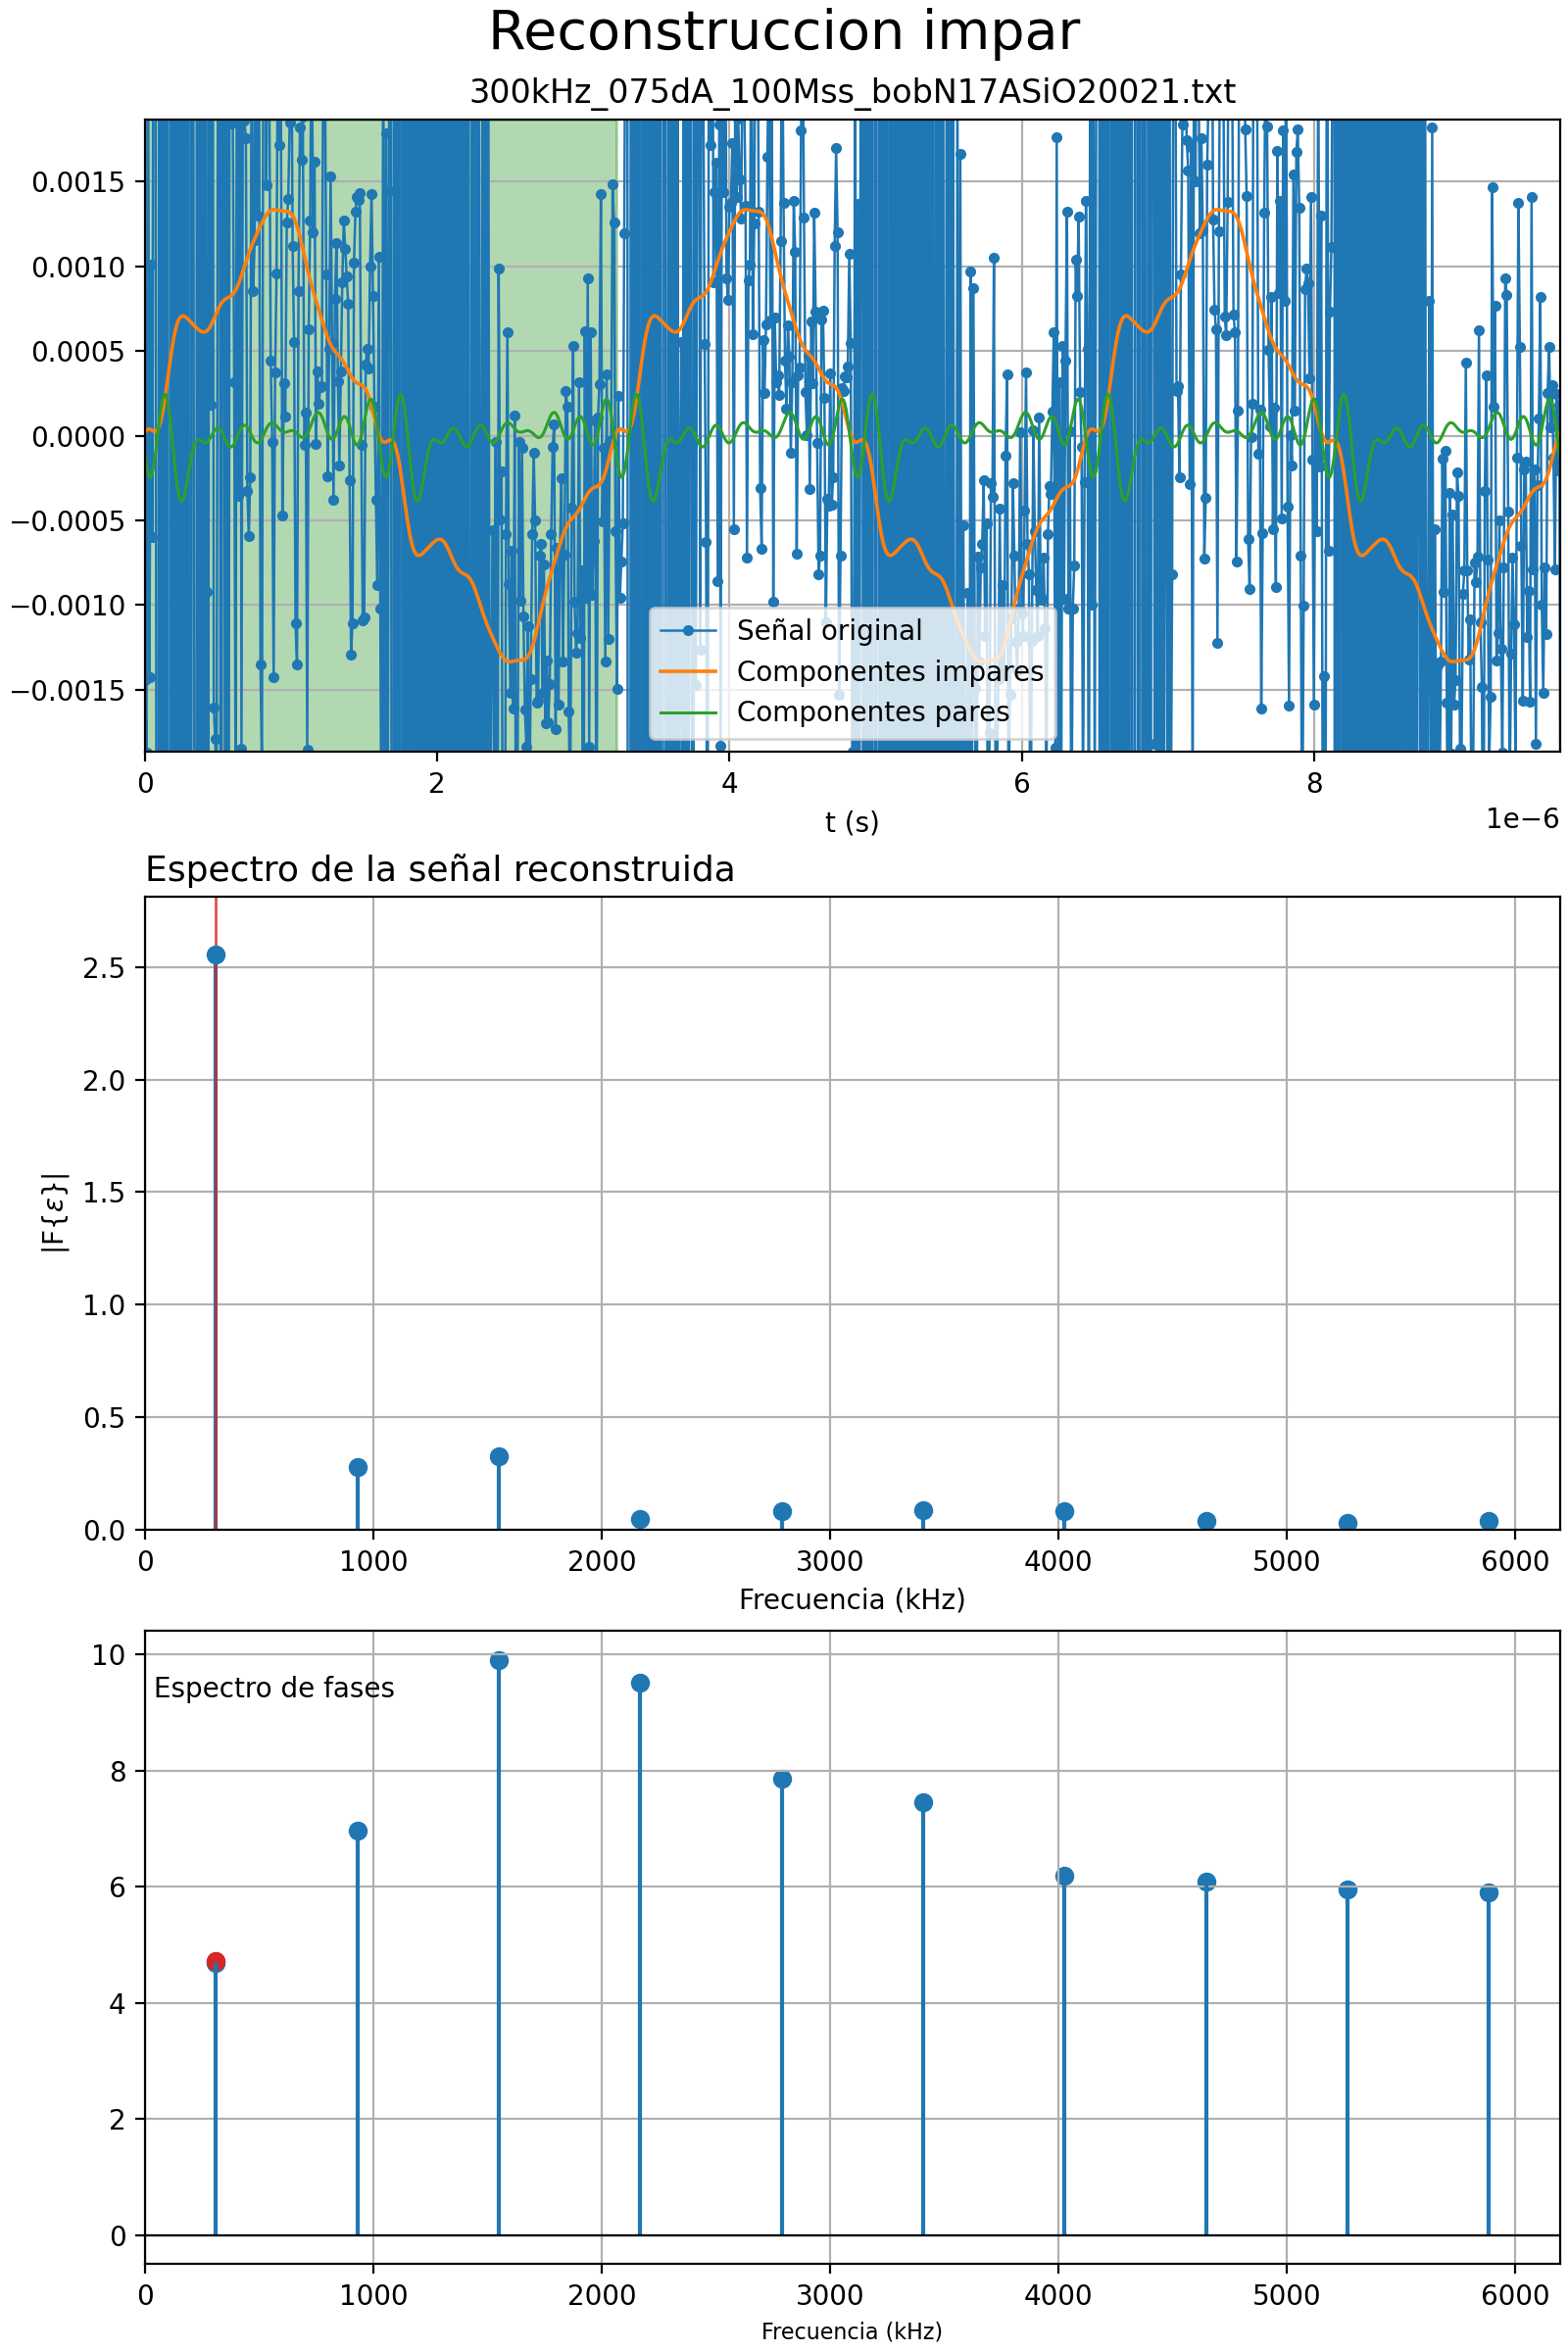 Reconstruccion impar
300kHz_075dA_100Mss_bobN17ASiO20021.txt
0.0015
0.0010
0.0005
0.0000
−0.0005
−0.0010
−0.0015
Señal original
Componentes impares
Componentes pares
0 2 4 6 8
1e−6
t (s)
Espectro de la señal reconstruida
2.5
2.0
1.5
1.0
0.5
0.0
|F{ε}|
0 1000 2000 3000 4000 5000 6000
Frecuencia (kHz)
10
Espectro de fases
8
6
4
2
0
0 1000 2000 3000 4000 5000 6000
Frecuencia (kHz)